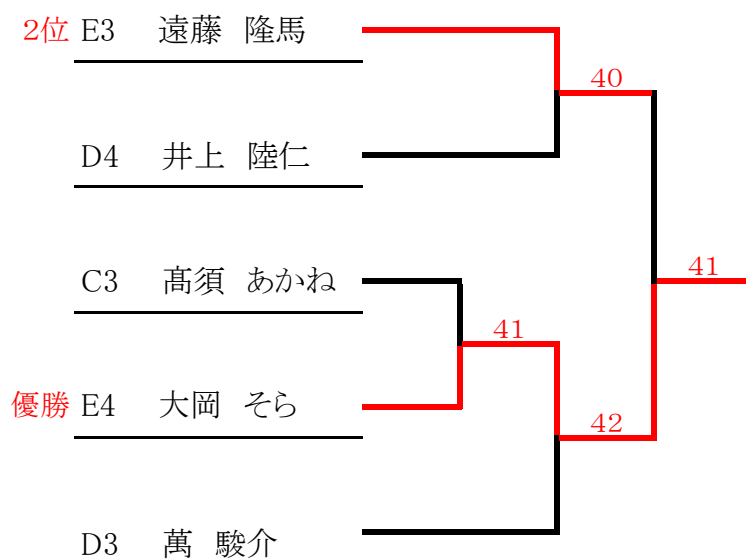 2位 E3 遠藤 隆馬
40
D4 井上 陸仁
41
C3 髙須 あかね
41
優勝 E4 大岡 そら
42
D3 萬 駿介